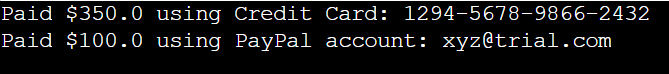 Paid $350.0 using Credit Card: 1294-5678-9866-2432
Paid $100.0 using PayPal account: xyz@trial.com